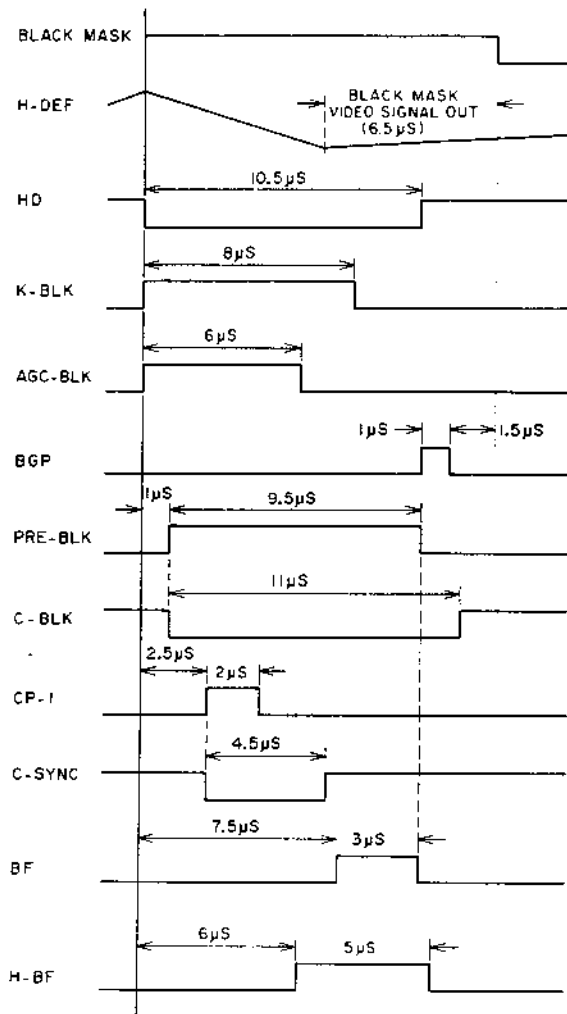 BLACK MASK
H-DEF
BLACK MASK
VIDEO SIGNAL OUT
(6.5μS)
10.5μS
HD
8μS
K-BLK
6μS
AGC-BLK
1μS
1.5μS
BGP
1μS
9.5μS
PRE-BLK
11μS
C-BLK
2.5μS
2μS
CP-1
4.5μS
C-SYNC
7.5μS
3μS
BF
6μS
5μS
H-BF